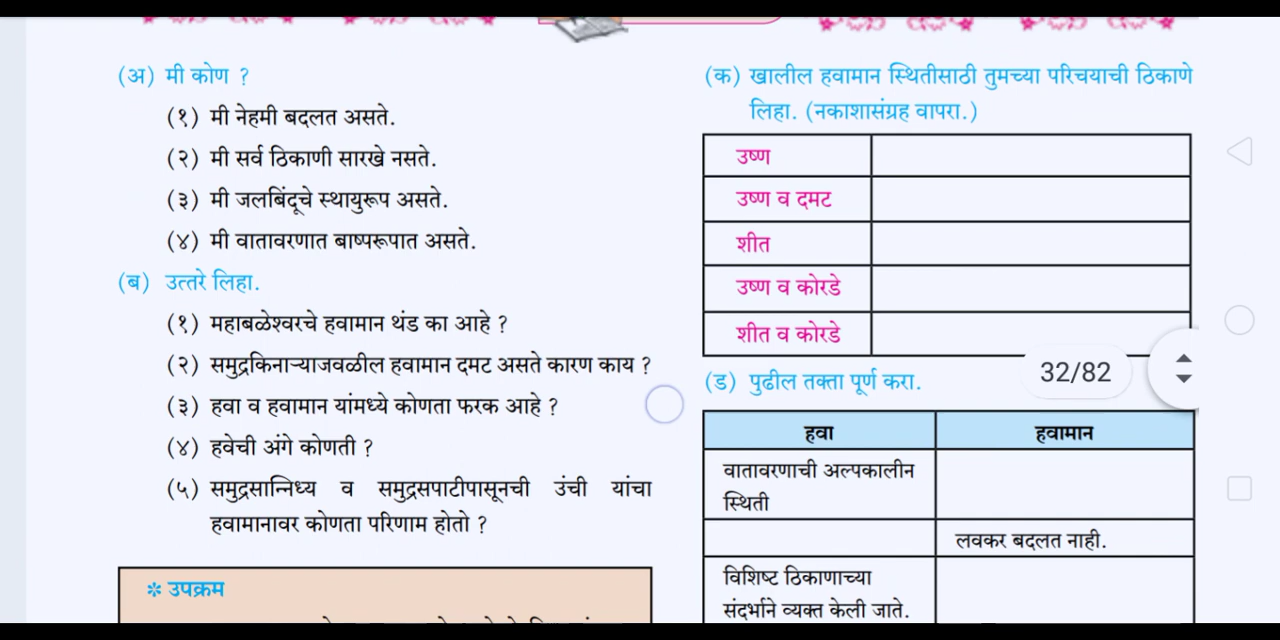 (अ) मी कोण ?
(१) मी नेहमी बदलत असते.
(२) मी सर्व ठिकाणी सारखे नसते.
(३) मी जलबिंदूचे स्थायुरूप असते.
(४) मी वातावरणात बाष्परूपात असते.
(ब) उत्तरे लिहा.
(१) महाबळेश्वरचे हवामान थंड का आहे ?
(२) समुद्रकिनाऱ्याजवळील हवामान दमट असते कारण काय ?
(३) हवा व हवामान यांमध्ये कोणता फरक आहे ?
(४) हवेची अंगे कोणती ?
(५) समुद्रसान्निध्य व समुद्रसपाटीपासूनची उंची यांचा
हवामानावर कोणता परिणाम होतो ?
* उपक्रम
(क) खालील हवामान स्थितीसाठी तुमच्या परिचयाची ठिकाणे
लिहा. (नकाशासंग्रह वापरा.)
उष्ण
उष्ण व दमट
शीत
उष्ण व कोरडे
शीत व कोरडे
32/82
(ड) पुढील तक्ता पूर्ण करा.
हवा हवामान
वातावरणाची अल्पकालीन
स्थिती
लवकर बदलत नाही.
विशिष्ट ठिकाणाच्या
संदर्भाने व्यक्त केली जाते.